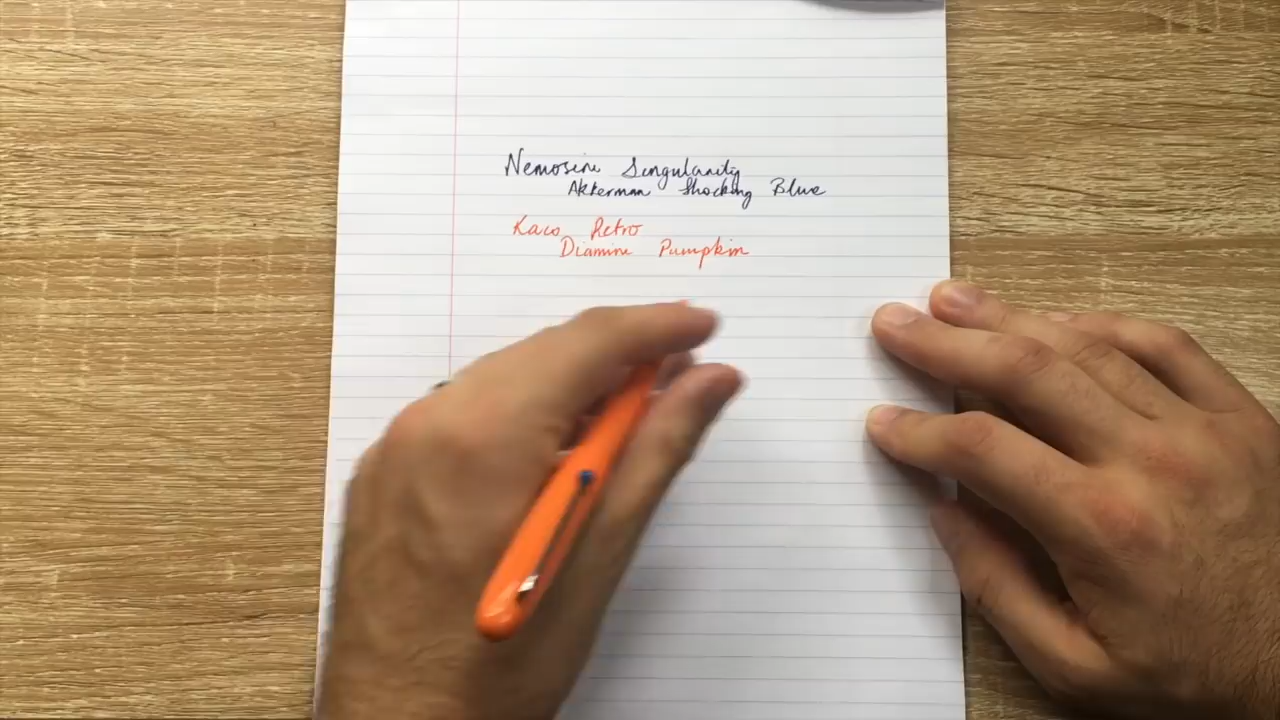 Nemosine Singularity
Akkerman Shocking Blue
Kaco Retro
Diamine Pumpkin